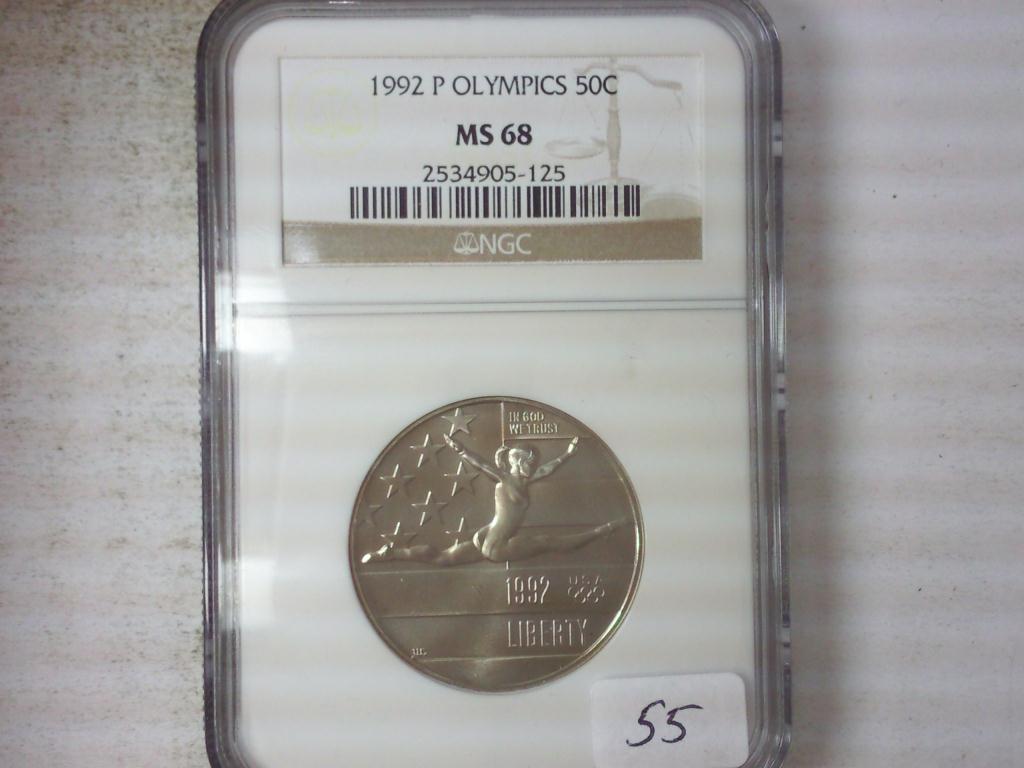 1992 P OLYMPICS 50C
MS 68
2534905-125
NGC
IN GOD
WE TRUST
1992 USA
LIBERTY
55